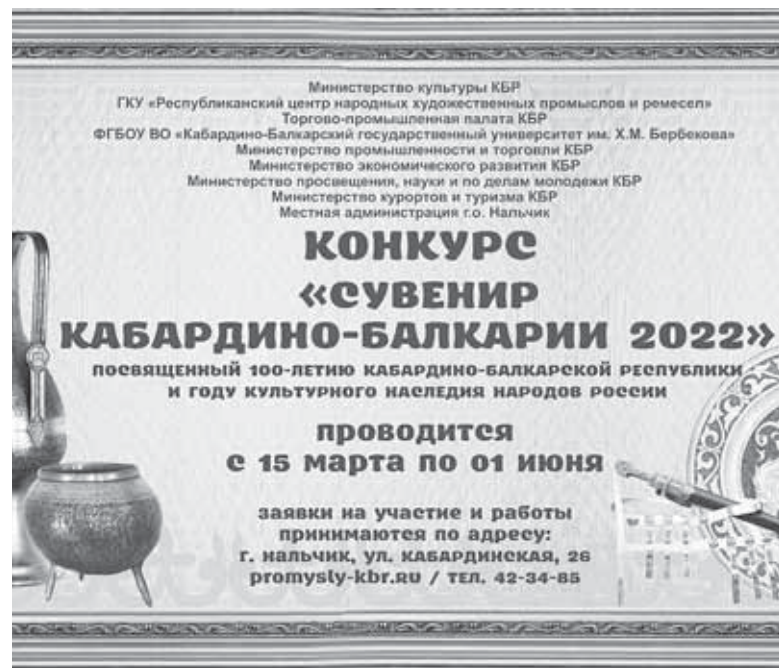 Министерство культуры КБР
ГКУ «Республиканский центр народных художественных промыслов и ремесел»
Торгово-промышленная палата КБР
ФГБОУ ВО «Кабардино-Балкарский государственный университет им. Х.М. Бербекова»
Министерство промышленности и торговли КБР
Министерство экономического развития КБР
Министерство просвещения, науки и по делам молодежи КБР
Министерство курортов и туризма КБР
Местная администрация г.о. Нальчик
КОНКУРС
«СУВЕНИР
КАБАРДИНО-БАЛКАРИИ 2022»
ПОСВЯЩЕННЫЙ 100-ЛЕТИЮ КАБАРДИНО-БАЛКАРСКОЙ РЕСПУБЛИКИ
И ГОДУ КУЛЬТУРНОГО НАСЛЕДИЯ НАРОДОВ РОССИИ
ПРОВОДИТСЯ
С 15 МАРТА ПО 01 ИЮНЯ
ЗАЯВКИ НА УЧАСТИЕ И РАБОТЫ
ПРИНИМАЮТСЯ ПО АДРЕСУ:
Г. НАЛЬЧИК, УЛ. КАБАРДИНСКАЯ, 26
promysly-kbr.ru / ТЕЛ. 42-34-85